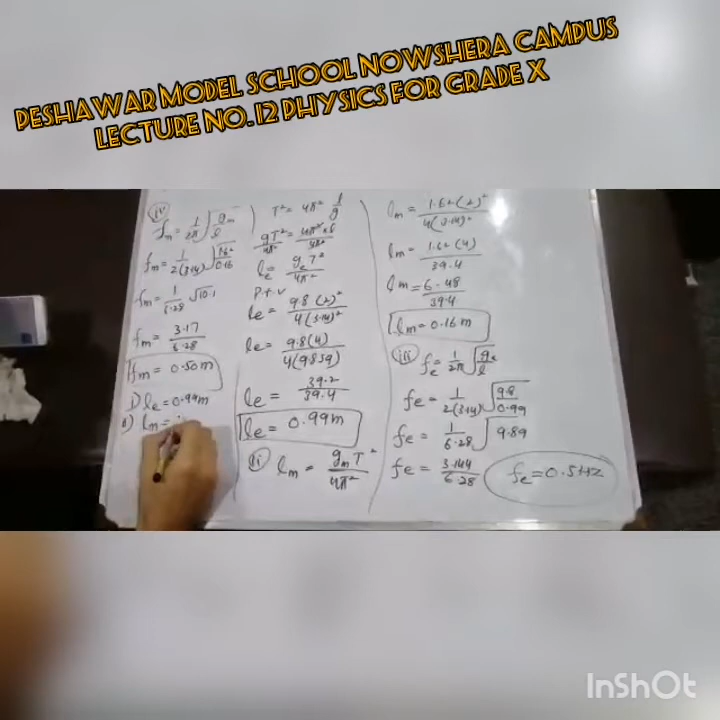 PESHAWAR MODEL SCHOOL NOWSHERA CAMPUS
LECTURE NO. 12 PHYSICS FOR GRADE X
iv
fm = 1/2π √gm/l
fm = 1/2(3.14) √1.62/0.16
fm = 1/6.28 √10.1
fm = 3.17/6.28
fm = 0.50m
i) le = 0.99m
ii) lm =
T² = 4π² l/g
gT²/4π² = 4π² × l/4π²
le = ge T²/4π²
P.t.v
le = 9.8 (2)²/4(3.14)²
le = 9.8(4)/4(9.859)
le = 39.2/39.4
le = 0.99m
ii lm = gm T²/4π²
lm = 1.62 (2)²/4(3.14)²
lm = 1.62 (4)/39.4
lm = 6.48/39.4
lm = 0.16m
iii fe = 1/2π √ge/l
fe = 1/2(3.14) √9.8/0.99
fe = 1/6.28 √9.89
fe = 3.144/6.28
fe = 0.5Hz
InShOt